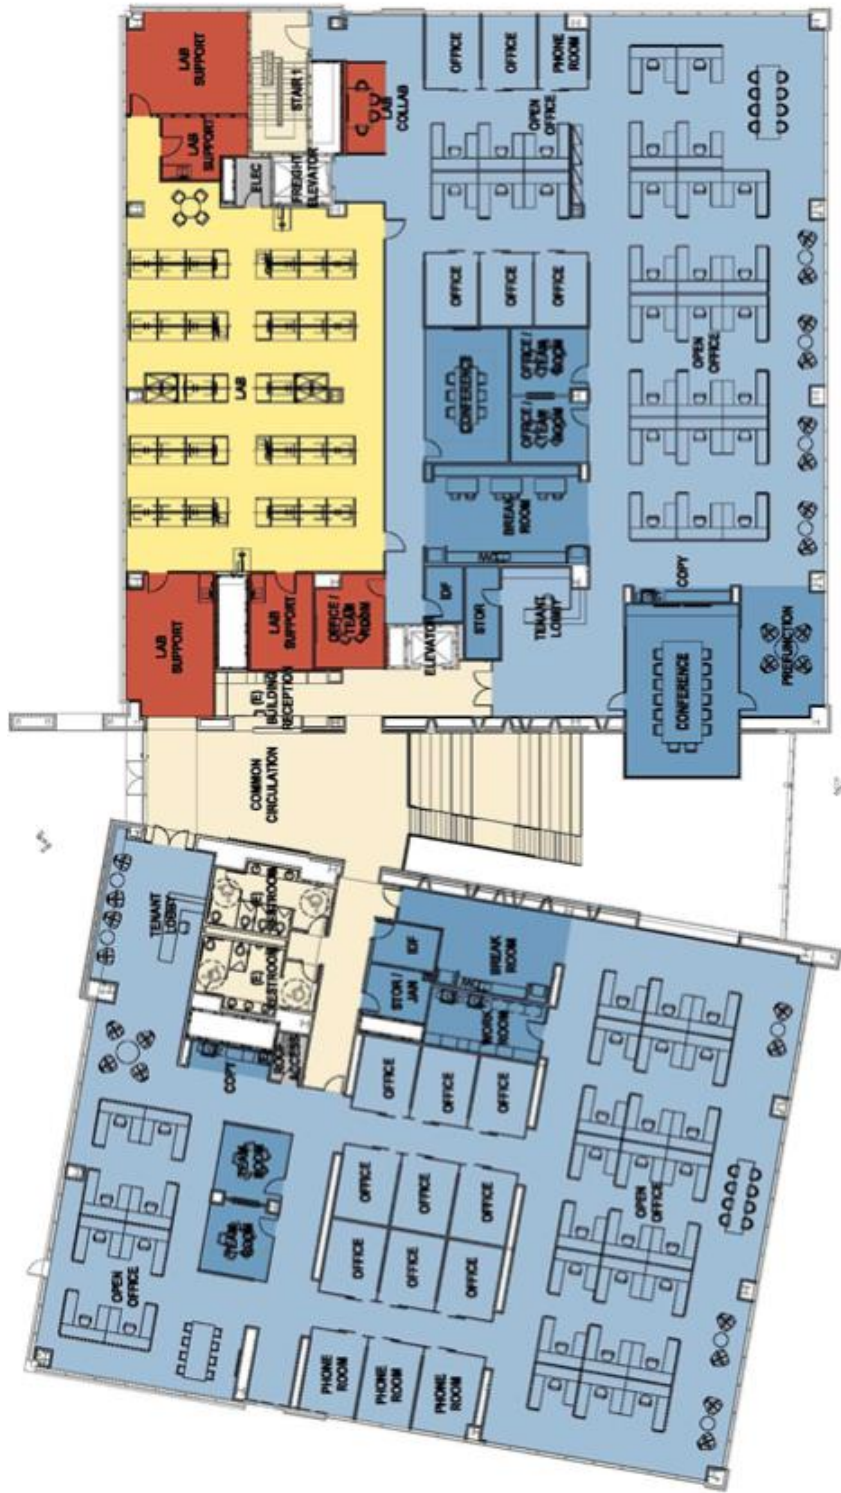 LAB
SUPPORT
STAIR 1
LAB
SUPPORT
LAB
COLLAB
ELEC
FREIGHT
ELEVATOR
OFFICE
OFFICE
PHONE
ROOM
OPEN
OFFICE
LAB
OFFICE
OFFICE
OFFICE
CONFERENCE
OFFICE /
TEAM
ROOM
OFFICE /
TEAM
ROOM
OPEN
OFFICE
BREAK
ROOM
COPY
LAB
SUPPORT
LAB
SUPPORT
OFFICE /
TEAM
ROOM
IDF
STOR
ELEVATOR
TENANT
LOBBY
(E)
BUILDING
RECEPTION
CONFERENCE
PREFUNCTION
COMMON
CIRCULATION
TENANT
LOBBY
(E)
RESTROOM
(E)
RESTROOM
IDF
BREAK
ROOM
STOR /
JAN
WORK
ROOM
COPY
ROOF
ACCESS
OFFICE
OFFICE
OFFICE
TEAM
ROOM
TEAM
ROOM
OFFICE
OFFICE
OFFICE
OPEN
OFFICE
OPEN
OFFICE
OFFICE
OFFICE
OFFICE
PHONE
ROOM
PHONE
ROOM
PHONE
ROOM